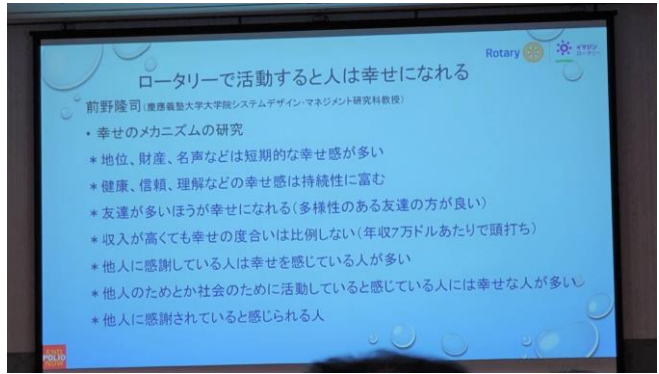 Rotary
イマジン
ロータリー
ロータリーで活動すると人は幸せになれる
前野隆司(慶應義塾大学大学院システムデザイン・マネジメント研究科教授)
・幸せのメカニズムの研究
＊地位、財産、名声などは短期的な幸せ感が多い
＊健康、信頼、理解などの幸せ感は持続性に富む
＊友達が多いほうが幸せになれる(多様性のある友達の方が良い)
＊収入が高くても幸せの度合いは比例しない(年収7万ドルあたりで頭打ち)
＊他人に感謝している人は幸せを感じている人が多い
＊他人のためとか社会のために活動していると感じている人には幸せな人が多い
＊他人に感謝されていると感じられる人
END
POLIO
NOW